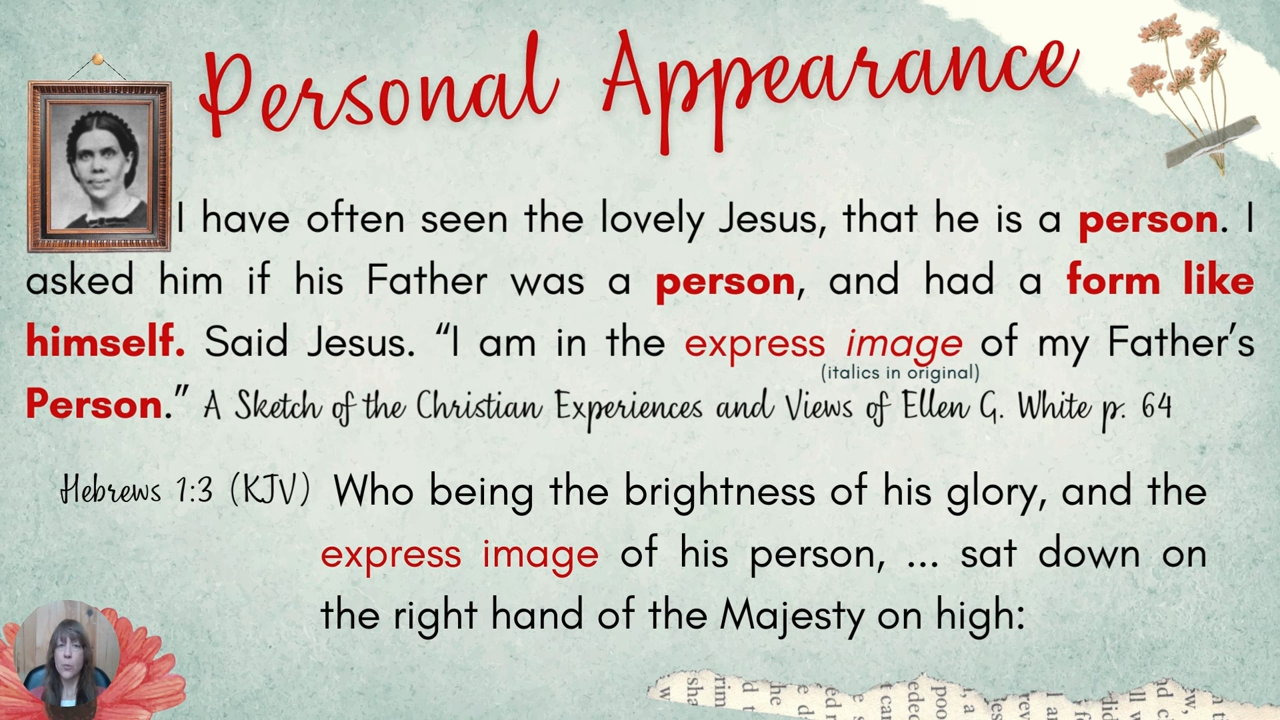 Personal Appearance
I have often seen the lovely Jesus, that he is a person. I
asked him if his Father was a person, and had a form like
himself. Said Jesus. “I am in the express image of my Father’s
(italics in original)
Person.” A Sketch of the Christian Experiences and Views of Ellen G. White p. 64
Hebrews 1:3 (KJV) Who being the brightness of his glory, and the
express image of his person, ... sat down on
the right hand of the Majesty on high: